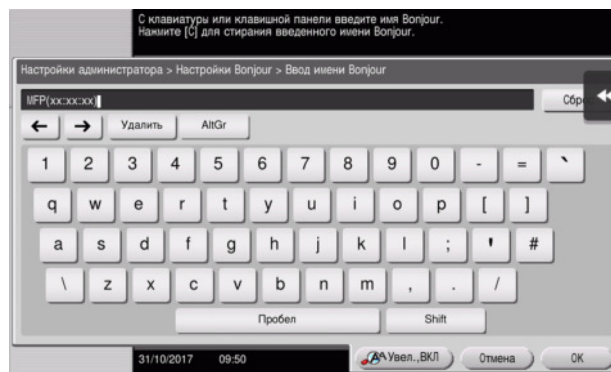 С клавиатуры или клавишной панели введите имя Bonjour.
Нажмите [C] для стирания введенного имени Bonjour.
Настройки администратора > Настройки Bonjour > Ввод имени Bonjour
MFP(xx:xx:xx)
Сбр
← → Удалить AltGr
1 2 3 4 5 6 7 8 9 0 - = `
q w e r t y u i o p [ ]
a s d f g h j k l ; ' #
\ z x c v b n m , . /
Пробел Shift
31/10/2017 09:50 AA Увел.,ВКЛ Отмена OK